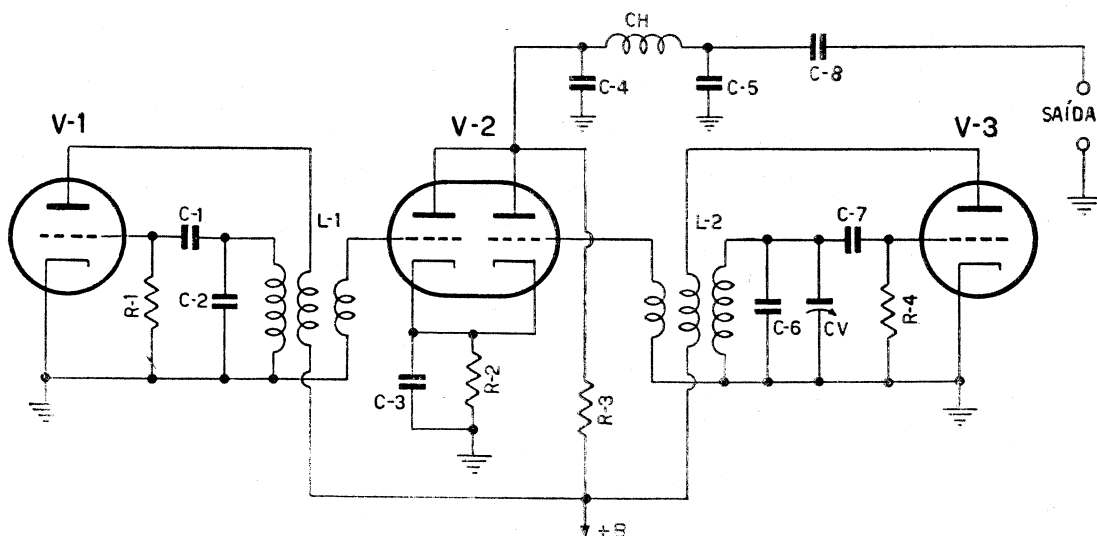 CH
C-4
C-5
C-8
SAÍDA
V-1
V-2
V-3
C-1
L-1
L-2
C-7
R-1
C-2
C-3
R-2
R-3
C-6
CV
R-4
+B